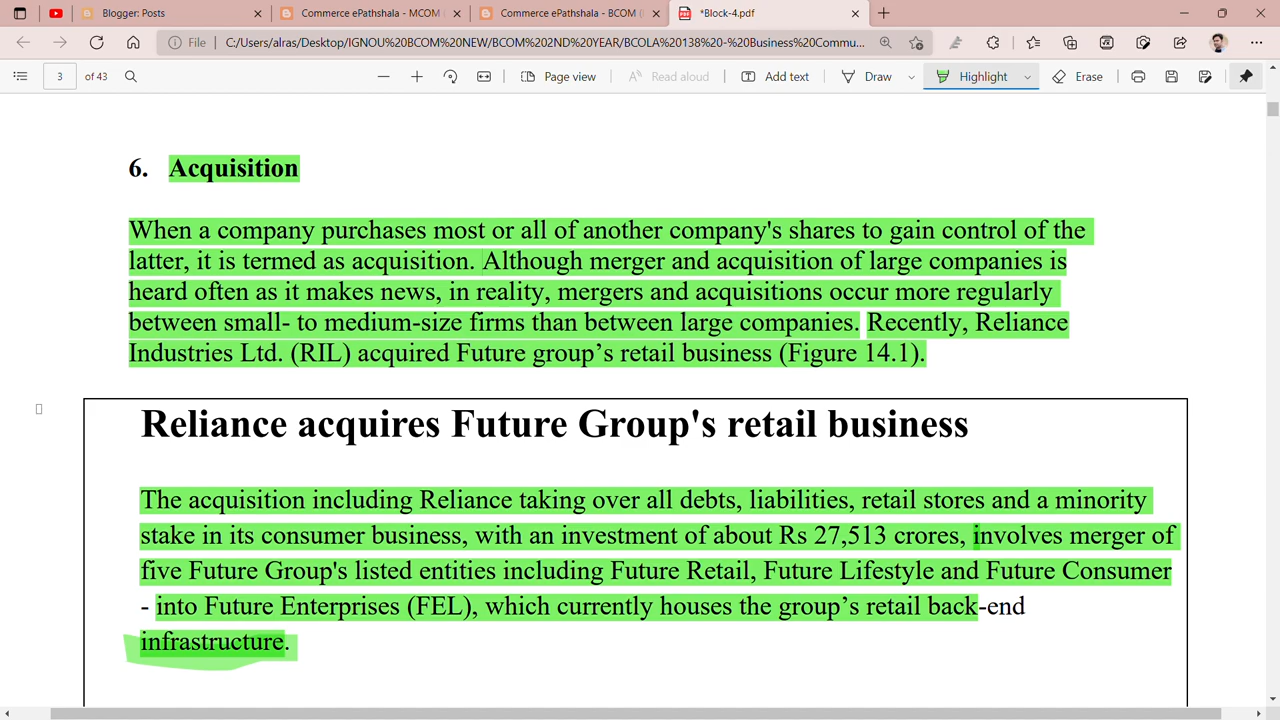 Blogger: Posts
Commerce ePathshala - MCOM
Commerce ePathshala - BCOM
*Block-4.pdf
File C:/Users/alras/Desktop/IGNOU%20BCOM%20NEW/BCOM%202ND%20YEAR/BCOLA%20138%20-%20Business%20Commu...
3 of 43
Page view
Read aloud
Add text
Draw
Highlight
Erase
6. Acquisition
When a company purchases most or all of another company's shares to gain control of the
latter, it is termed as acquisition. Although merger and acquisition of large companies is
heard often as it makes news, in reality, mergers and acquisitions occur more regularly
between small- to medium-size firms than between large companies. Recently, Reliance
Industries Ltd. (RIL) acquired Future group’s retail business (Figure 14.1).
Reliance acquires Future Group's retail business
The acquisition including Reliance taking over all debts, liabilities, retail stores and a minority
stake in its consumer business, with an investment of about Rs 27,513 crores, involves merger of
five Future Group's listed entities including Future Retail, Future Lifestyle and Future Consumer
- into Future Enterprises (FEL), which currently houses the group’s retail back-end
infrastructure.